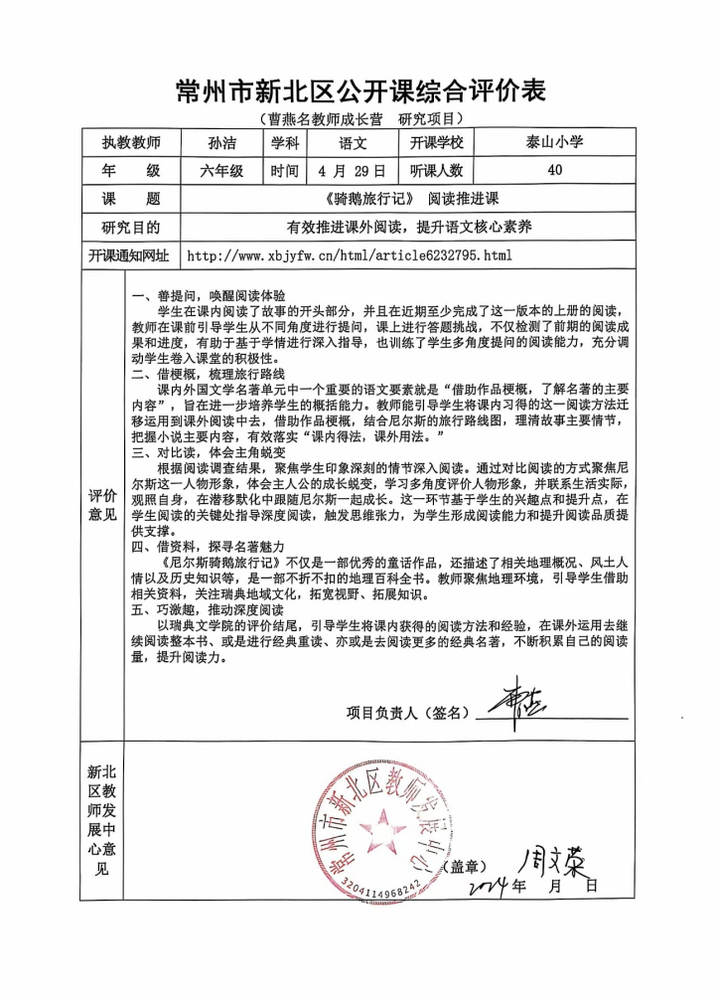 常州市新北区公开课综合评价表
（曹燕名教师成长营 研究项目）
执教教师 孙洁 学科 语文 开课学校 泰山小学
年 级 六年级 时间 4 月 29 日 听课人数 40
课 题 《骑鹅旅行记》 阅读推进课
研究目的 有效推进课外阅读，提升语文核心素养
开课通知网址 http://www.xbjyfw.cn/html/article6232795.html
评价
意见
一、善提问，唤醒阅读体验
学生在课内阅读了故事的开头部分，并且在近期至少完成了这一版本的上册的阅读，
教师在课前引导学生从不同角度进行提问，课上进行答题挑战，不仅检测了前期的阅读成
果和进度，有助于基于学情进行深入指导，也训练了学生多角度提问的阅读能力，充分调
动学生卷入课堂的积极性。
二、借梗概，梳理旅行路线
课内外国文学名著单元中一个重要的语文要素就是“借助作品梗概，了解名著的主要
内容”，旨在进一步培养学生的概括能力。教师能引导学生将课内习得的这一阅读方法迁
移运用到课外阅读中去，借助作品梗概，结合尼尔斯的旅行路线图，理清故事主要情节，
把握小说主要内容，有效落实“课内得法，课外用法。”
三、对比读，体会主角蜕变
根据阅读调查结果，聚焦学生印象深刻的情节深入阅读。通过对比阅读的方式聚焦尼
尔斯这一人物形象，体会主人公的成长蜕变，学习多角度评价人物形象，并联系生活实际，
观照自身，在潜移默化中跟随尼尔斯一起成长。这一环节基于学生的兴趣点和提升点，在
学生阅读的关键处指导深度阅读，触发思维张力，为学生形成阅读能力和提升阅读品质提
供支撑。
四、借资料，探寻名著魅力
《尼尔斯骑鹅旅行记》不仅是一部优秀的童话作品，还描述了相关地理概况、风土人
情以及历史知识等，是一部不折不扣的地理百科全书。教师聚焦地理环境，引导学生借助
相关资料，关注瑞典地域文化，拓宽视野、拓展知识。
五、巧激趣，推动深度阅读
以瑞典文学院的评价结尾，引导学生将课内获得的阅读方法和经验，在课外运用去继
续阅读整本书、或是进行经典重读、亦或是去阅读更多的经典名著，不断积累自己的阅读
量，提升阅读力。
项目负责人（签名） 曹燕
新北
区教
师发
展中
心意
见
常州市新北区教师发展中心
3204114968242
（盖章） 周文荣
2024年 月 日